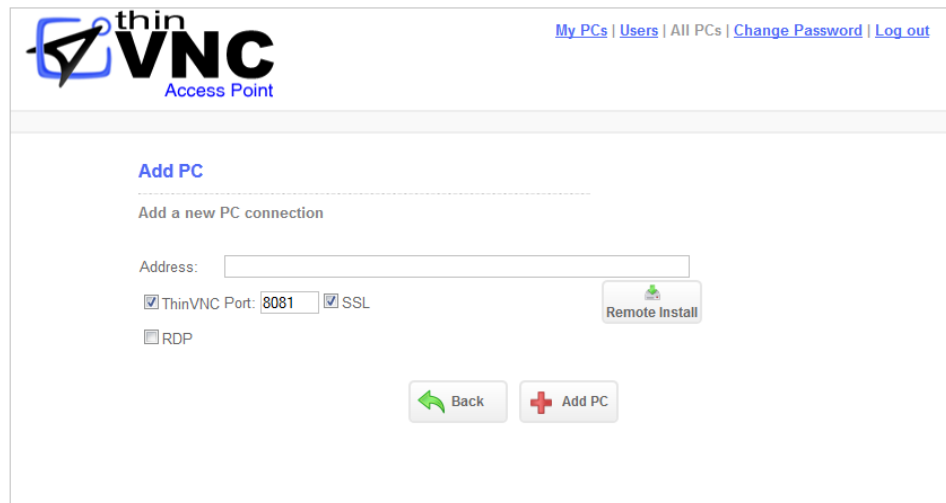 thin
VNC
Access Point
My PCs | Users | All PCs | Change Password | Log out
Add PC
Add a new PC connection
Address:
ThinVNC Port: 8081 SSL
Remote Install
RDP
Back
Add PC